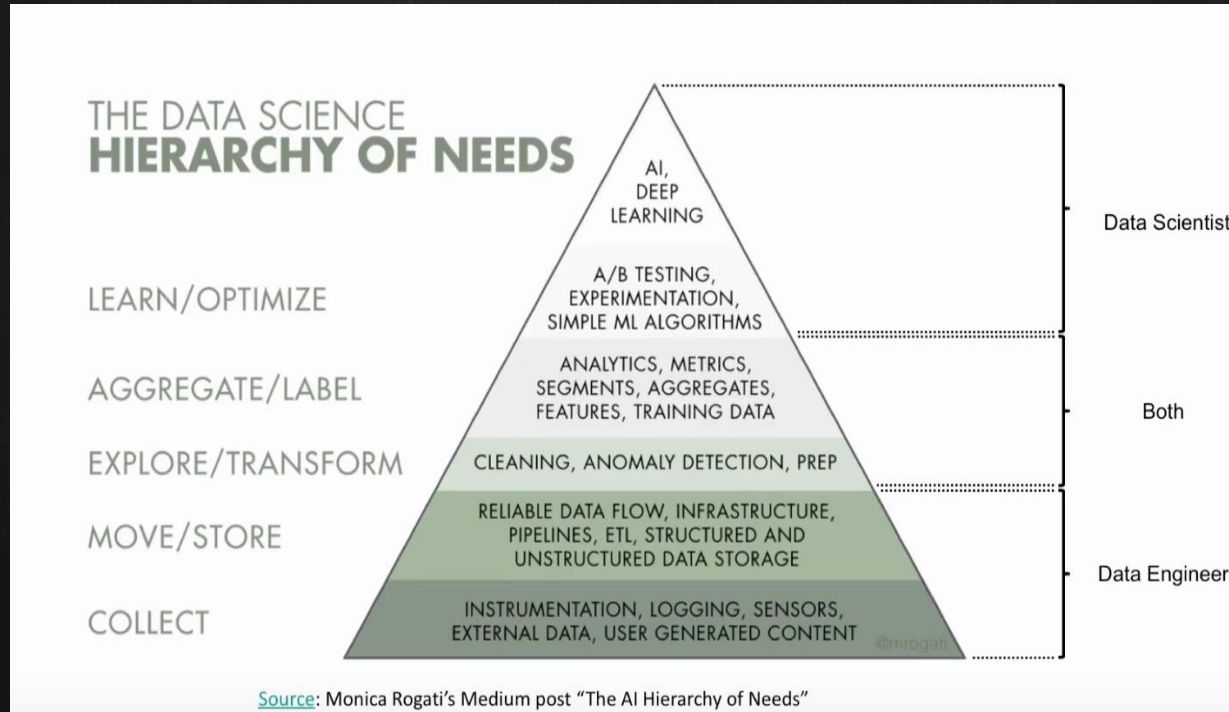 THE DATA SCIENCE
HIERARCHY OF NEEDS
AI,
DEEP
LEARNING
Data Scientist
LEARN/OPTIMIZE
A/B TESTING,
EXPERIMENTATION,
SIMPLE ML ALGORITHMS
AGGREGATE/LABEL
ANALYTICS, METRICS,
SEGMENTS, AGGREGATES,
FEATURES, TRAINING DATA
Both
EXPLORE/TRANSFORM
CLEANING, ANOMALY DETECTION, PREP
MOVE/STORE
RELIABLE DATA FLOW, INFRASTRUCTURE,
PIPELINES, ETL, STRUCTURED AND
UNSTRUCTURED DATA STORAGE
Data Engineer
COLLECT
INSTRUMENTATION, LOGGING, SENSORS,
EXTERNAL DATA, USER GENERATED CONTENT
@mrogati
Source: Monica Rogati’s Medium post “The AI Hierarchy of Needs”